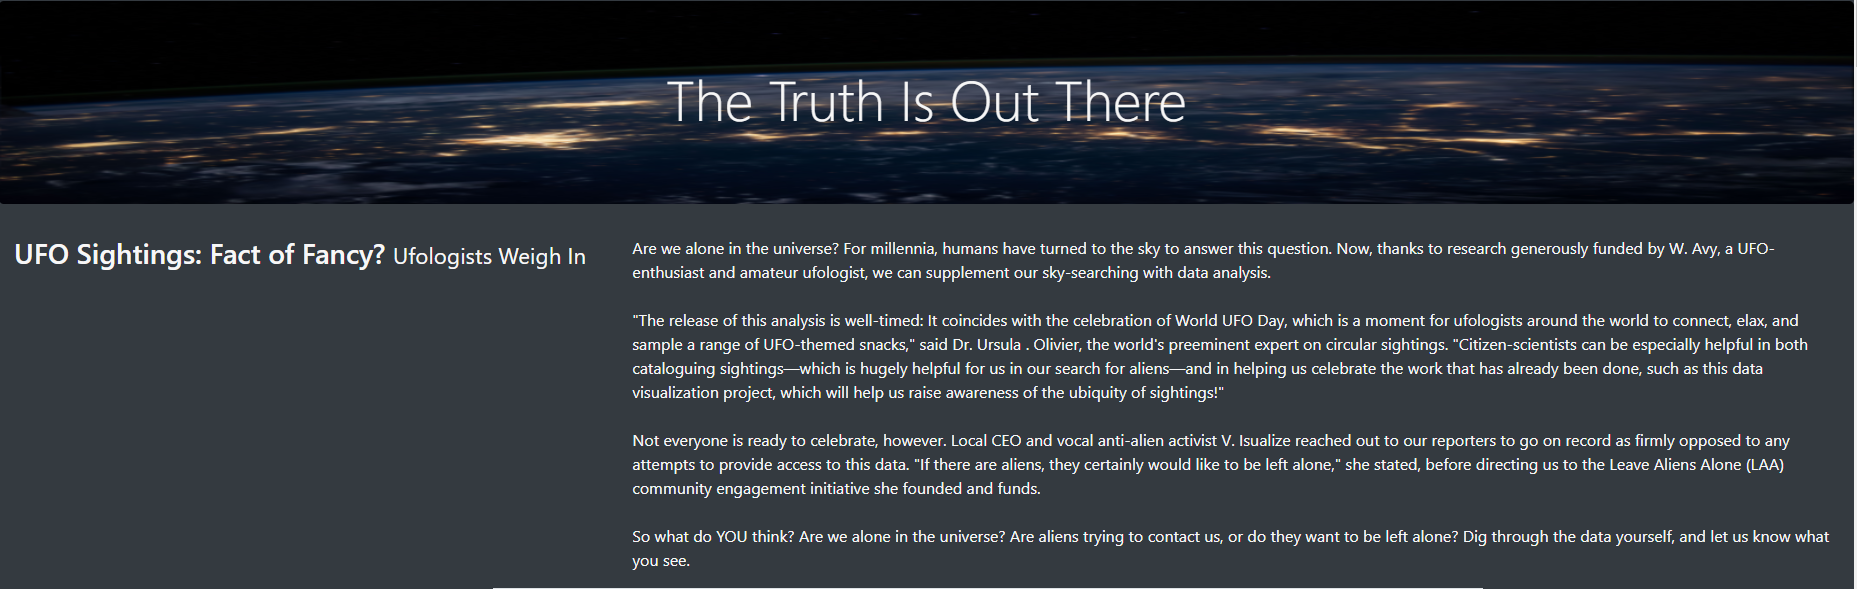 The Truth Is Out There
UFO Sightings: Fact of Fancy? Ufologists Weigh In
Are we alone in the universe? For millennia, humans have turned to the sky to answer this question. Now, thanks to research generously funded by W. Avy, a UFO-
enthusiast and amateur ufologist, we can supplement our sky-searching with data analysis.
"The release of this analysis is well-timed: It coincides with the celebration of World UFO Day, which is a moment for ufologists around the world to connect, elax, and
sample a range of UFO-themed snacks," said Dr. Ursula . Olivier, the world's preeminent expert on circular sightings. "Citizen-scientists can be especially helpful in both
cataloguing sightings—which is hugely helpful for us in our search for aliens—and in helping us celebrate the work that has already been done, such as this data
visualization project, which will help us raise awareness of the ubiquity of sightings!"
Not everyone is ready to celebrate, however. Local CEO and vocal anti-alien activist V. Isualize reached out to our reporters to go on record as firmly opposed to any
attempts to provide access to this data. "If there are aliens, they certainly would like to be left alone," she stated, before directing us to the Leave Aliens Alone (LAA)
community engagement initiative she founded and funds.
So what do YOU think? Are we alone in the universe? Are aliens trying to contact us, or do they want to be left alone? Dig through the data yourself, and let us know what
you see.